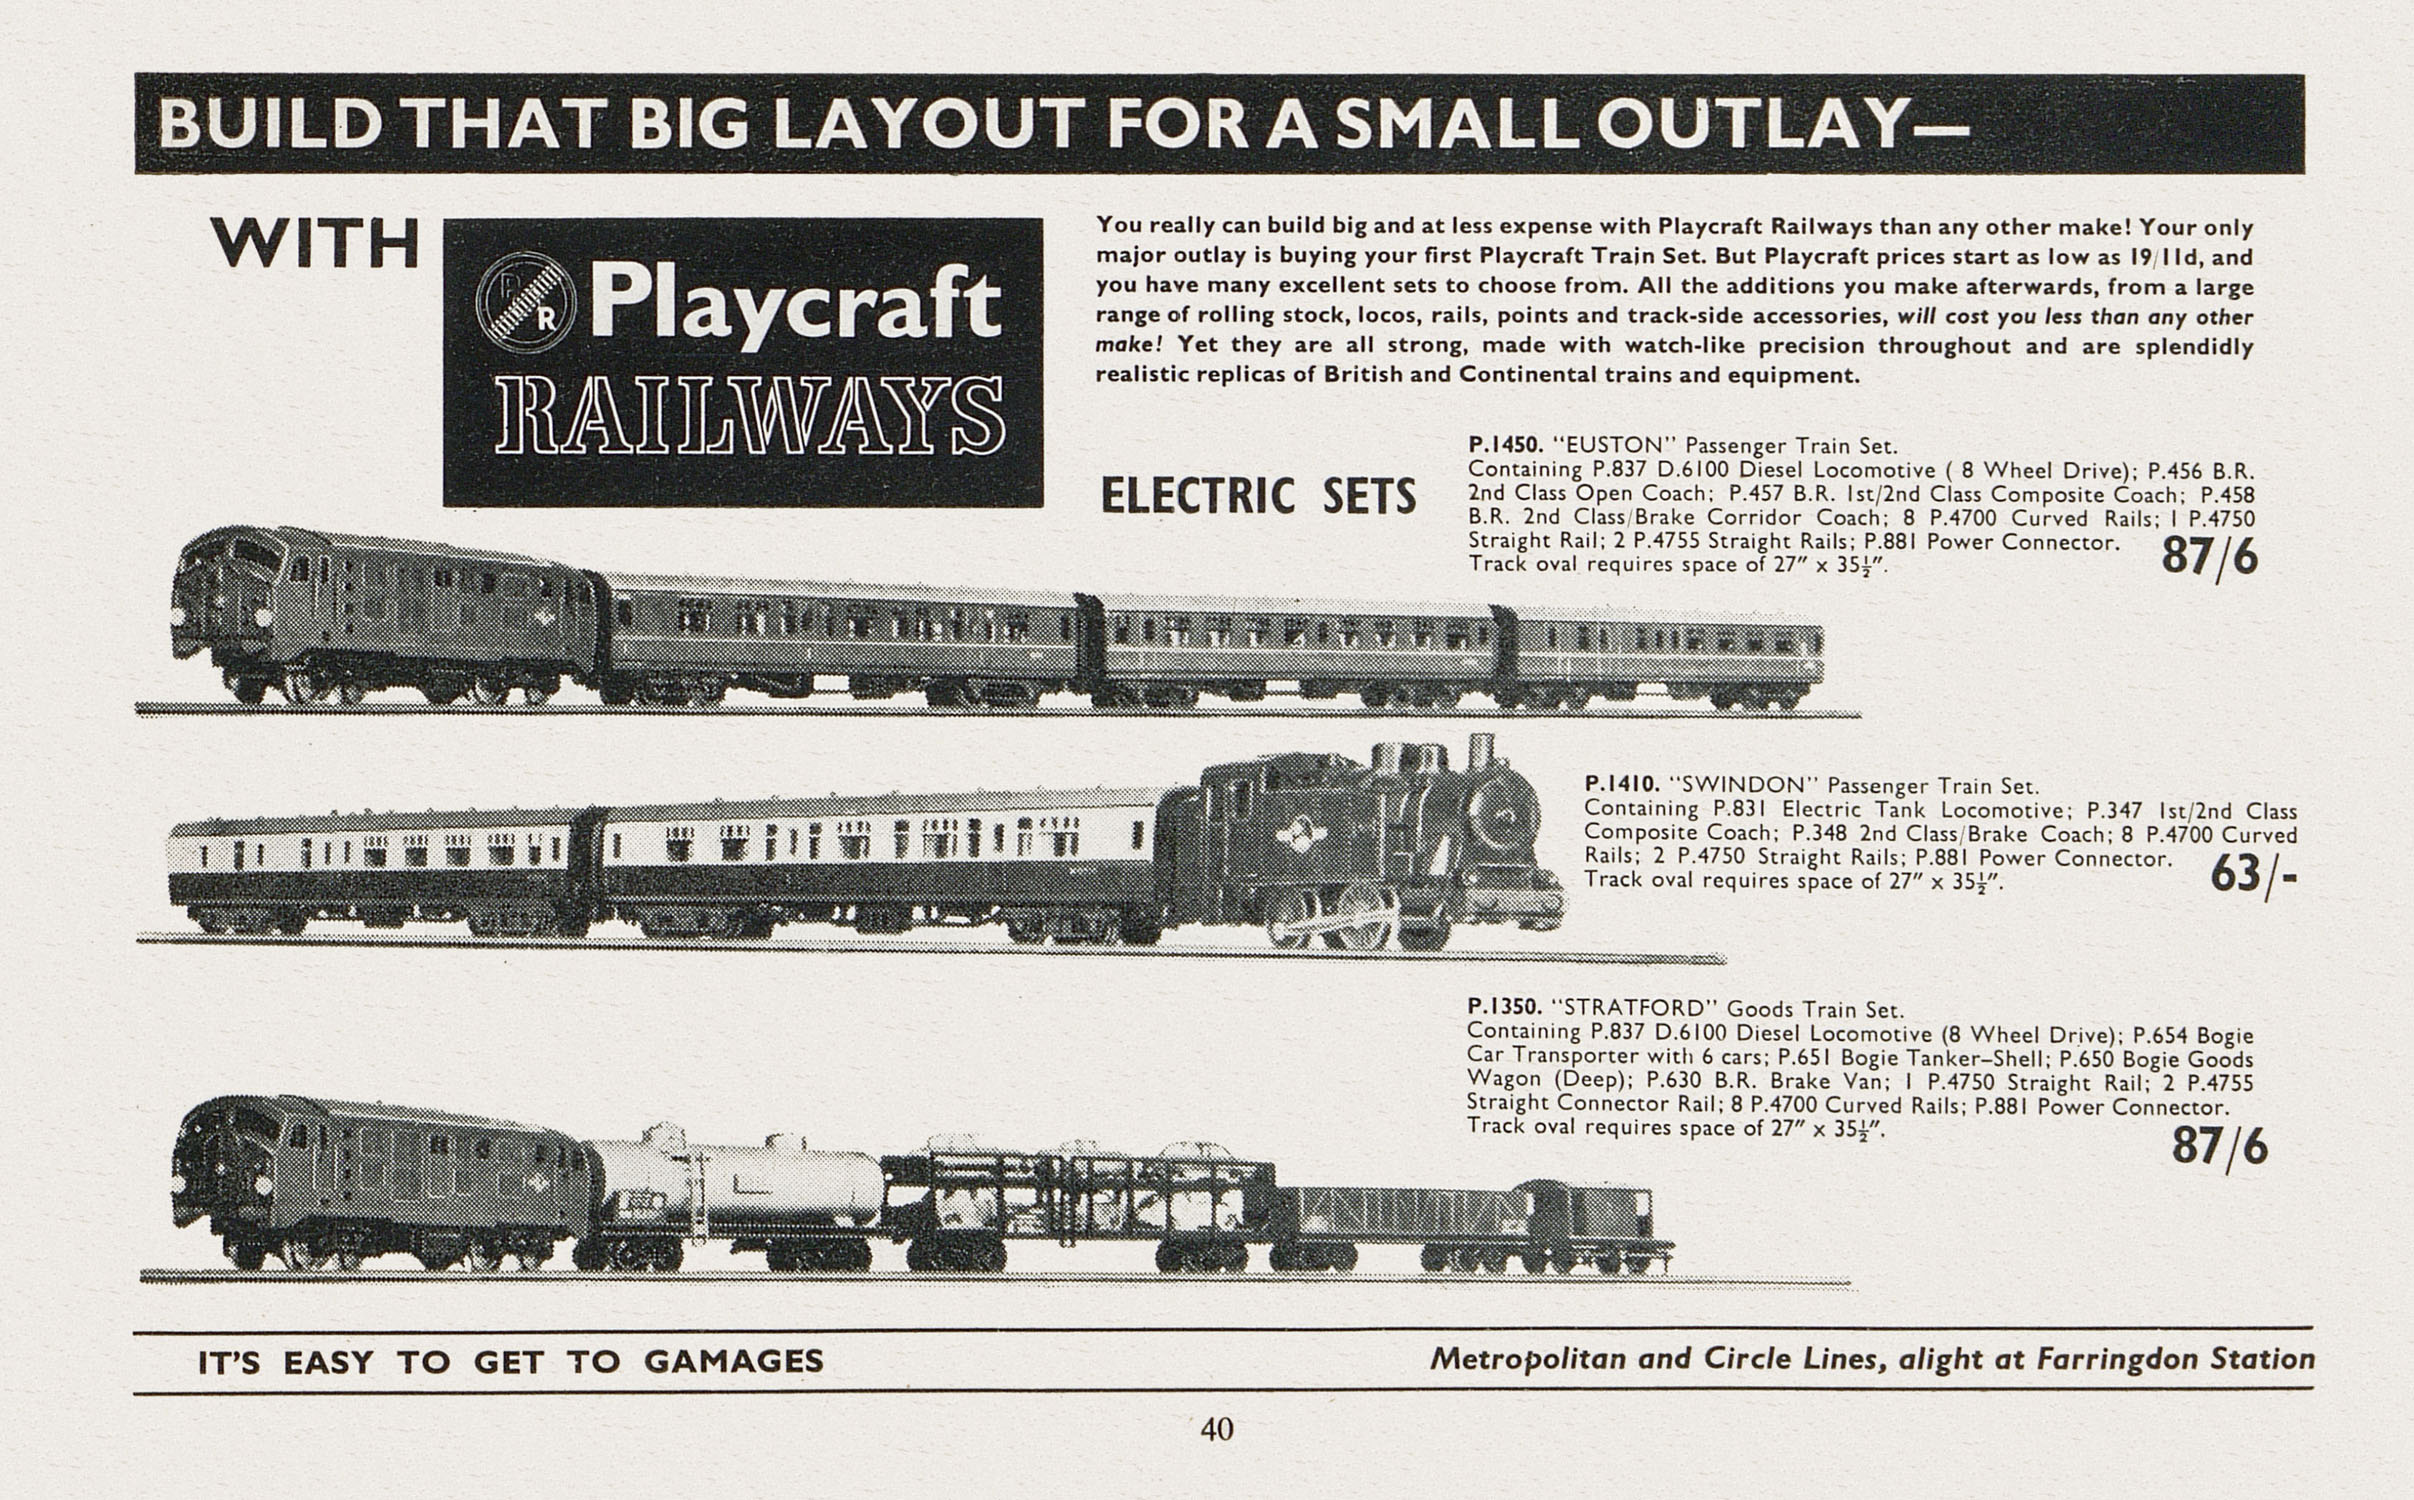 BUILD THAT BIG LAYOUT FOR A SMALL OUTLAY—
WITH
PR
Playcraft
RAILWAYS
You really can build big and at less expense with Playcraft Railways than any other make! Your only
major outlay is buying your first Playcraft Train Set. But Playcraft prices start as low as 19/11d, and
you have many excellent sets to choose from. All the additions you make afterwards, from a large
range of rolling stock, locos, rails, points and track-side accessories, will cost you less than any other
make! Yet they are all strong, made with watch-like precision throughout and are splendidly
realistic replicas of British and Continental trains and equipment.
ELECTRIC SETS
P.1450. "EUSTON" Passenger Train Set.
Containing P.837 D.6100 Diesel Locomotive ( 8 Wheel Drive); P.456 B.R.
2nd Class Open Coach; P.457 B.R. 1st/2nd Class Composite Coach; P.458
B.R. 2nd Class/Brake Corridor Coach; 8 P.4700 Curved Rails; 1 P.4750
Straight Rail; 2 P.4755 Straight Rails; P.881 Power Connector.
Track oval requires space of 27" x 35½".
87/6
P.1410. "SWINDON" Passenger Train Set.
Containing P.831 Electric Tank Locomotive; P.347 1st/2nd Class
Composite Coach; P.348 2nd Class/Brake Coach; 8 P.4700 Curved
Rails; 2 P.4750 Straight Rails; P.881 Power Connector.
Track oval requires space of 27" x 35½".
63/-
P.1350. "STRATFORD" Goods Train Set.
Containing P.837 D.6100 Diesel Locomotive (8 Wheel Drive); P.654 Bogie
Car Transporter with 6 cars; P.651 Bogie Tanker–Shell; P.650 Bogie Goods
Wagon (Deep); P.630 B.R. Brake Van; 1 P.4750 Straight Rail; 2 P.4755
Straight Connector Rail; 8 P.4700 Curved Rails; P.881 Power Connector.
Track oval requires space of 27" x 35½".
87/6
IT'S EASY TO GET TO GAMAGES
Metropolitan and Circle Lines, alight at Farringdon Station
40